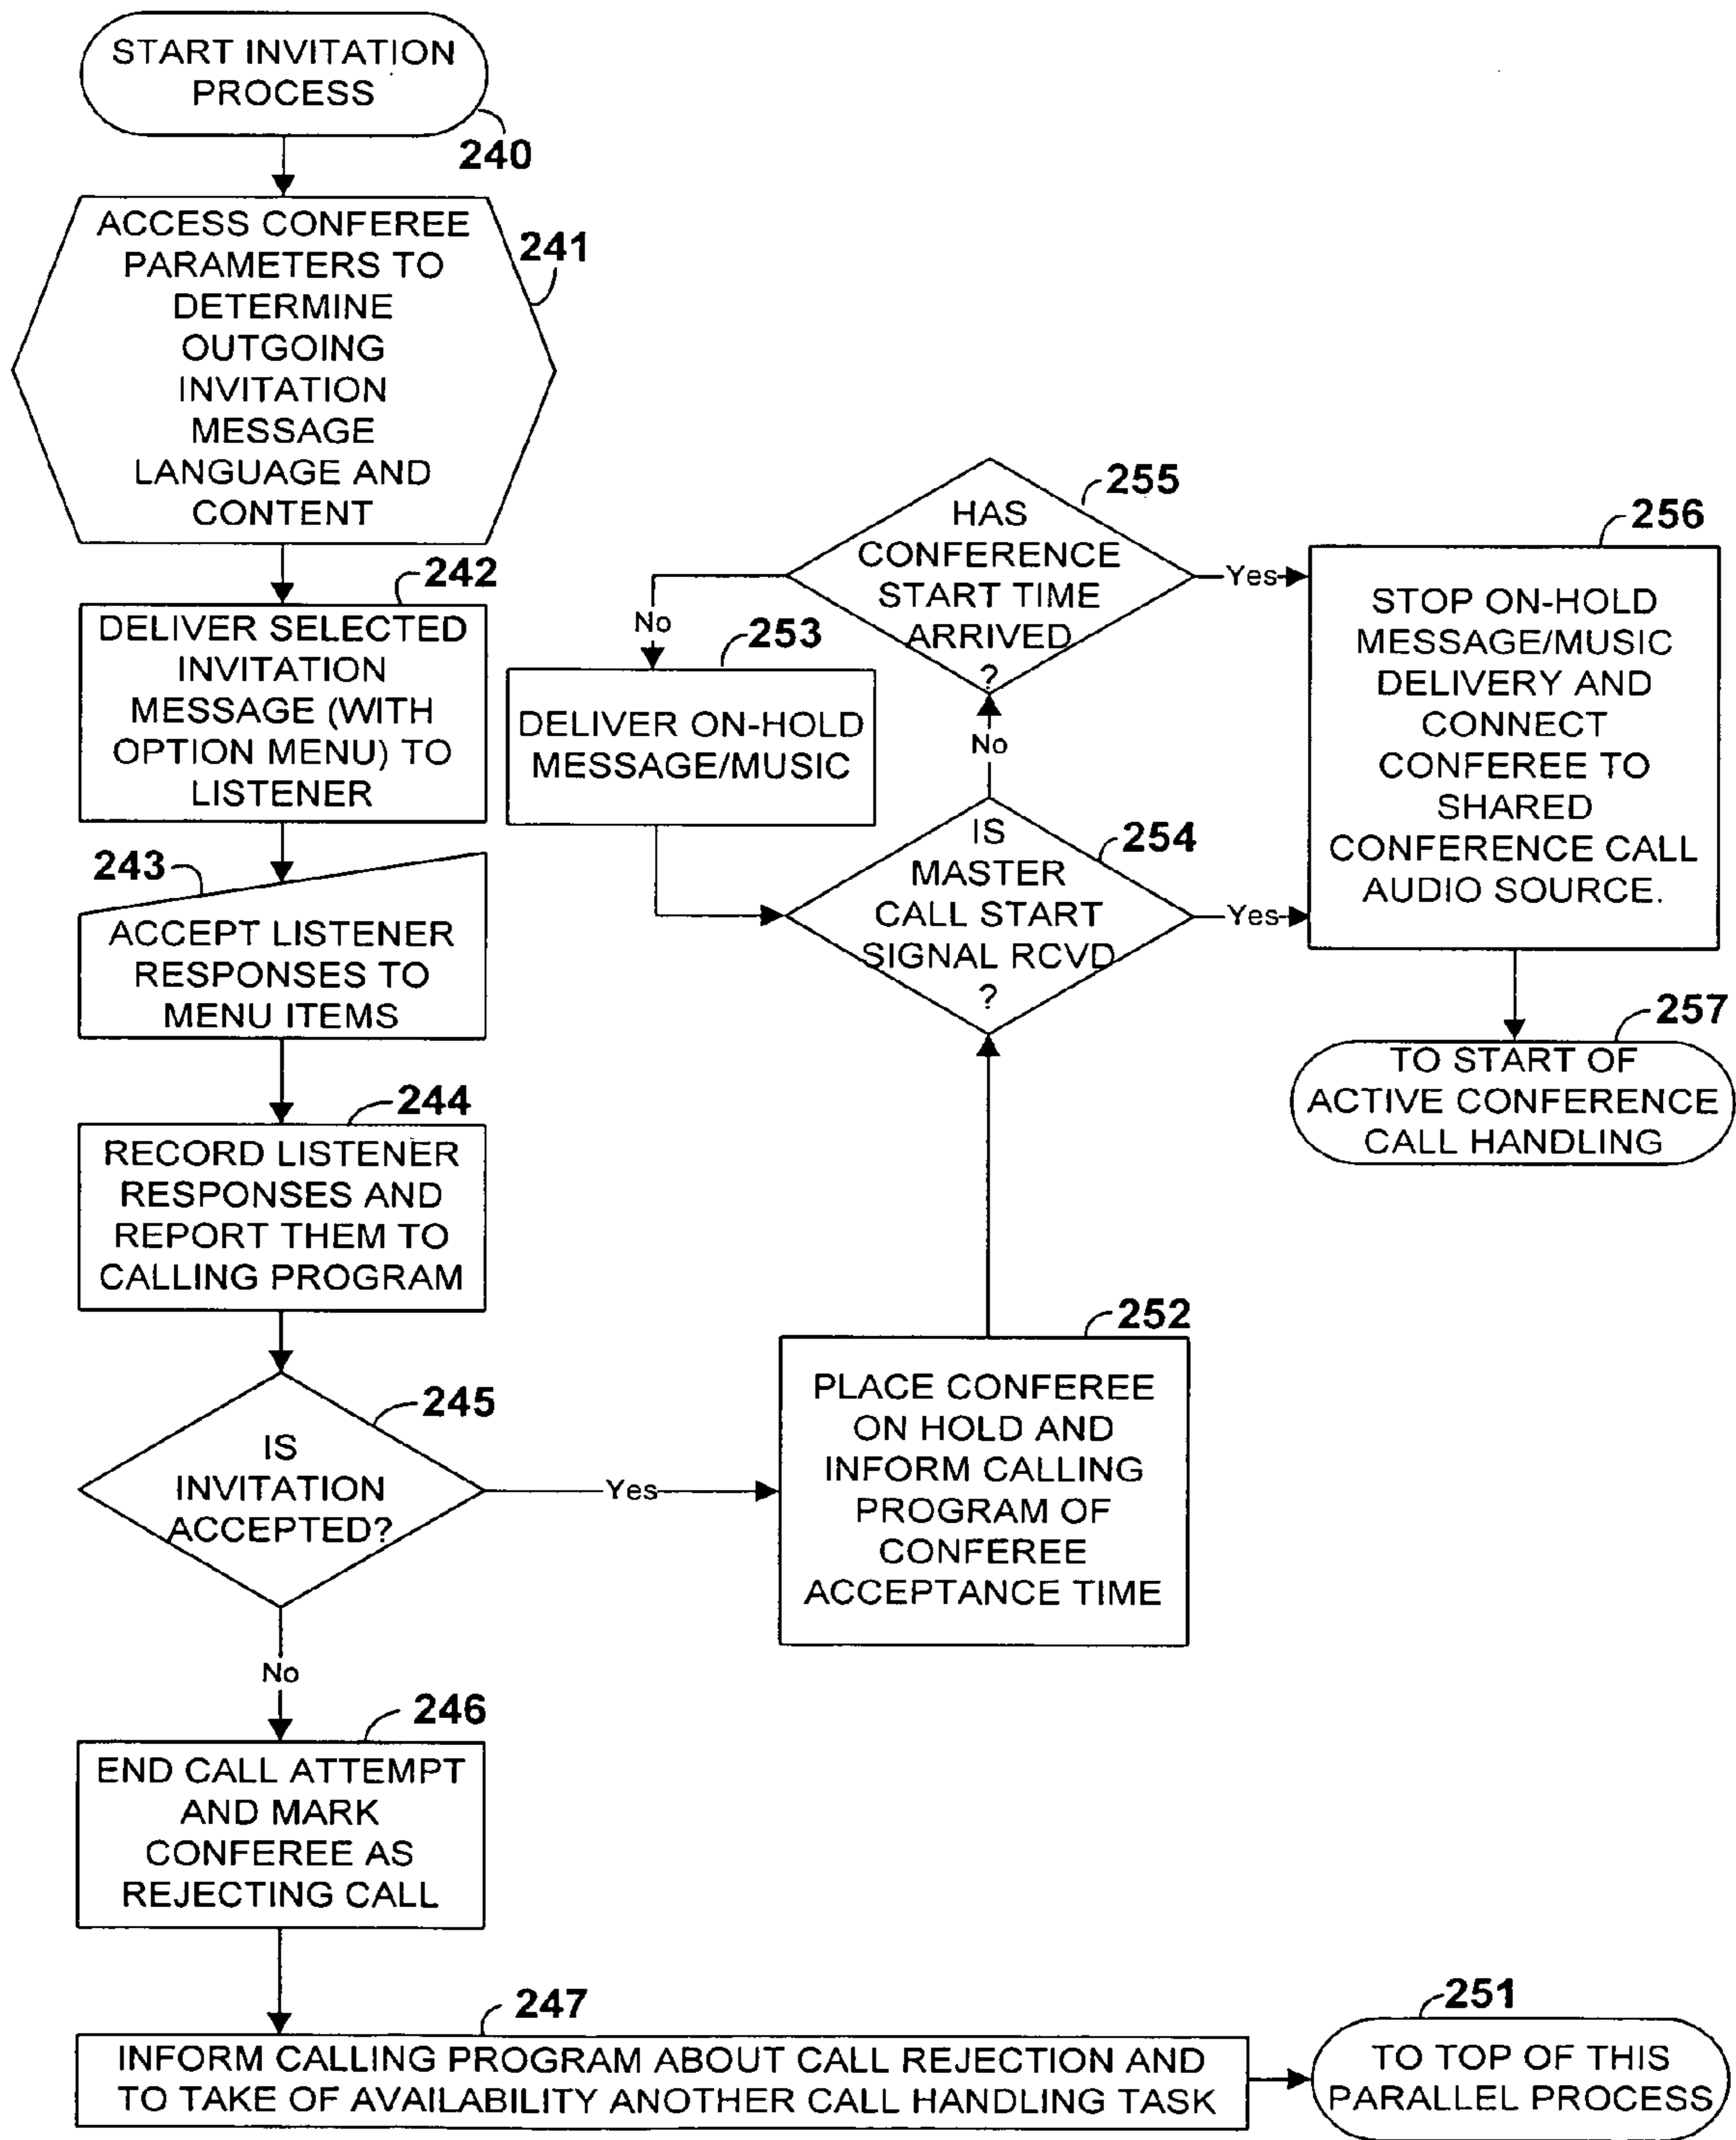 START INVITATION
PROCESS
240
ACCESS CONFEREE
PARAMETERS TO
DETERMINE
OUTGOING
INVITATION
MESSAGE
LANGUAGE AND
CONTENT
241
242
DELIVER SELECTED
INVITATION
MESSAGE (WITH
OPTION MENU) TO
LISTENER
243
ACCEPT LISTENER
RESPONSES TO
MENU ITEMS
244
RECORD LISTENER
RESPONSES AND
REPORT THEM TO
CALLING PROGRAM
245
IS
INVITATION
ACCEPTED?
Yes
No
246
END CALL ATTEMPT
AND MARK
CONFEREE AS
REJECTING CALL
247
INFORM CALLING PROGRAM ABOUT CALL REJECTION AND
TO TAKE OF AVAILABILITY ANOTHER CALL HANDLING TASK
251
TO TOP OF THIS
PARALLEL PROCESS
252
PLACE CONFEREE
ON HOLD AND
INFORM CALLING
PROGRAM OF
CONFEREE
ACCEPTANCE TIME
254
IS
MASTER
CALL START
SIGNAL RCVD
?
Yes
No
255
HAS
CONFERENCE
START TIME
ARRIVED
?
Yes
No
253
DELIVER ON-HOLD
MESSAGE/MUSIC
256
STOP ON-HOLD
MESSAGE/MUSIC
DELIVERY AND
CONNECT
CONFEREE TO
SHARED
CONFERENCE CALL
AUDIO SOURCE.
257
TO START OF
ACTIVE CONFERENCE
CALL HANDLING